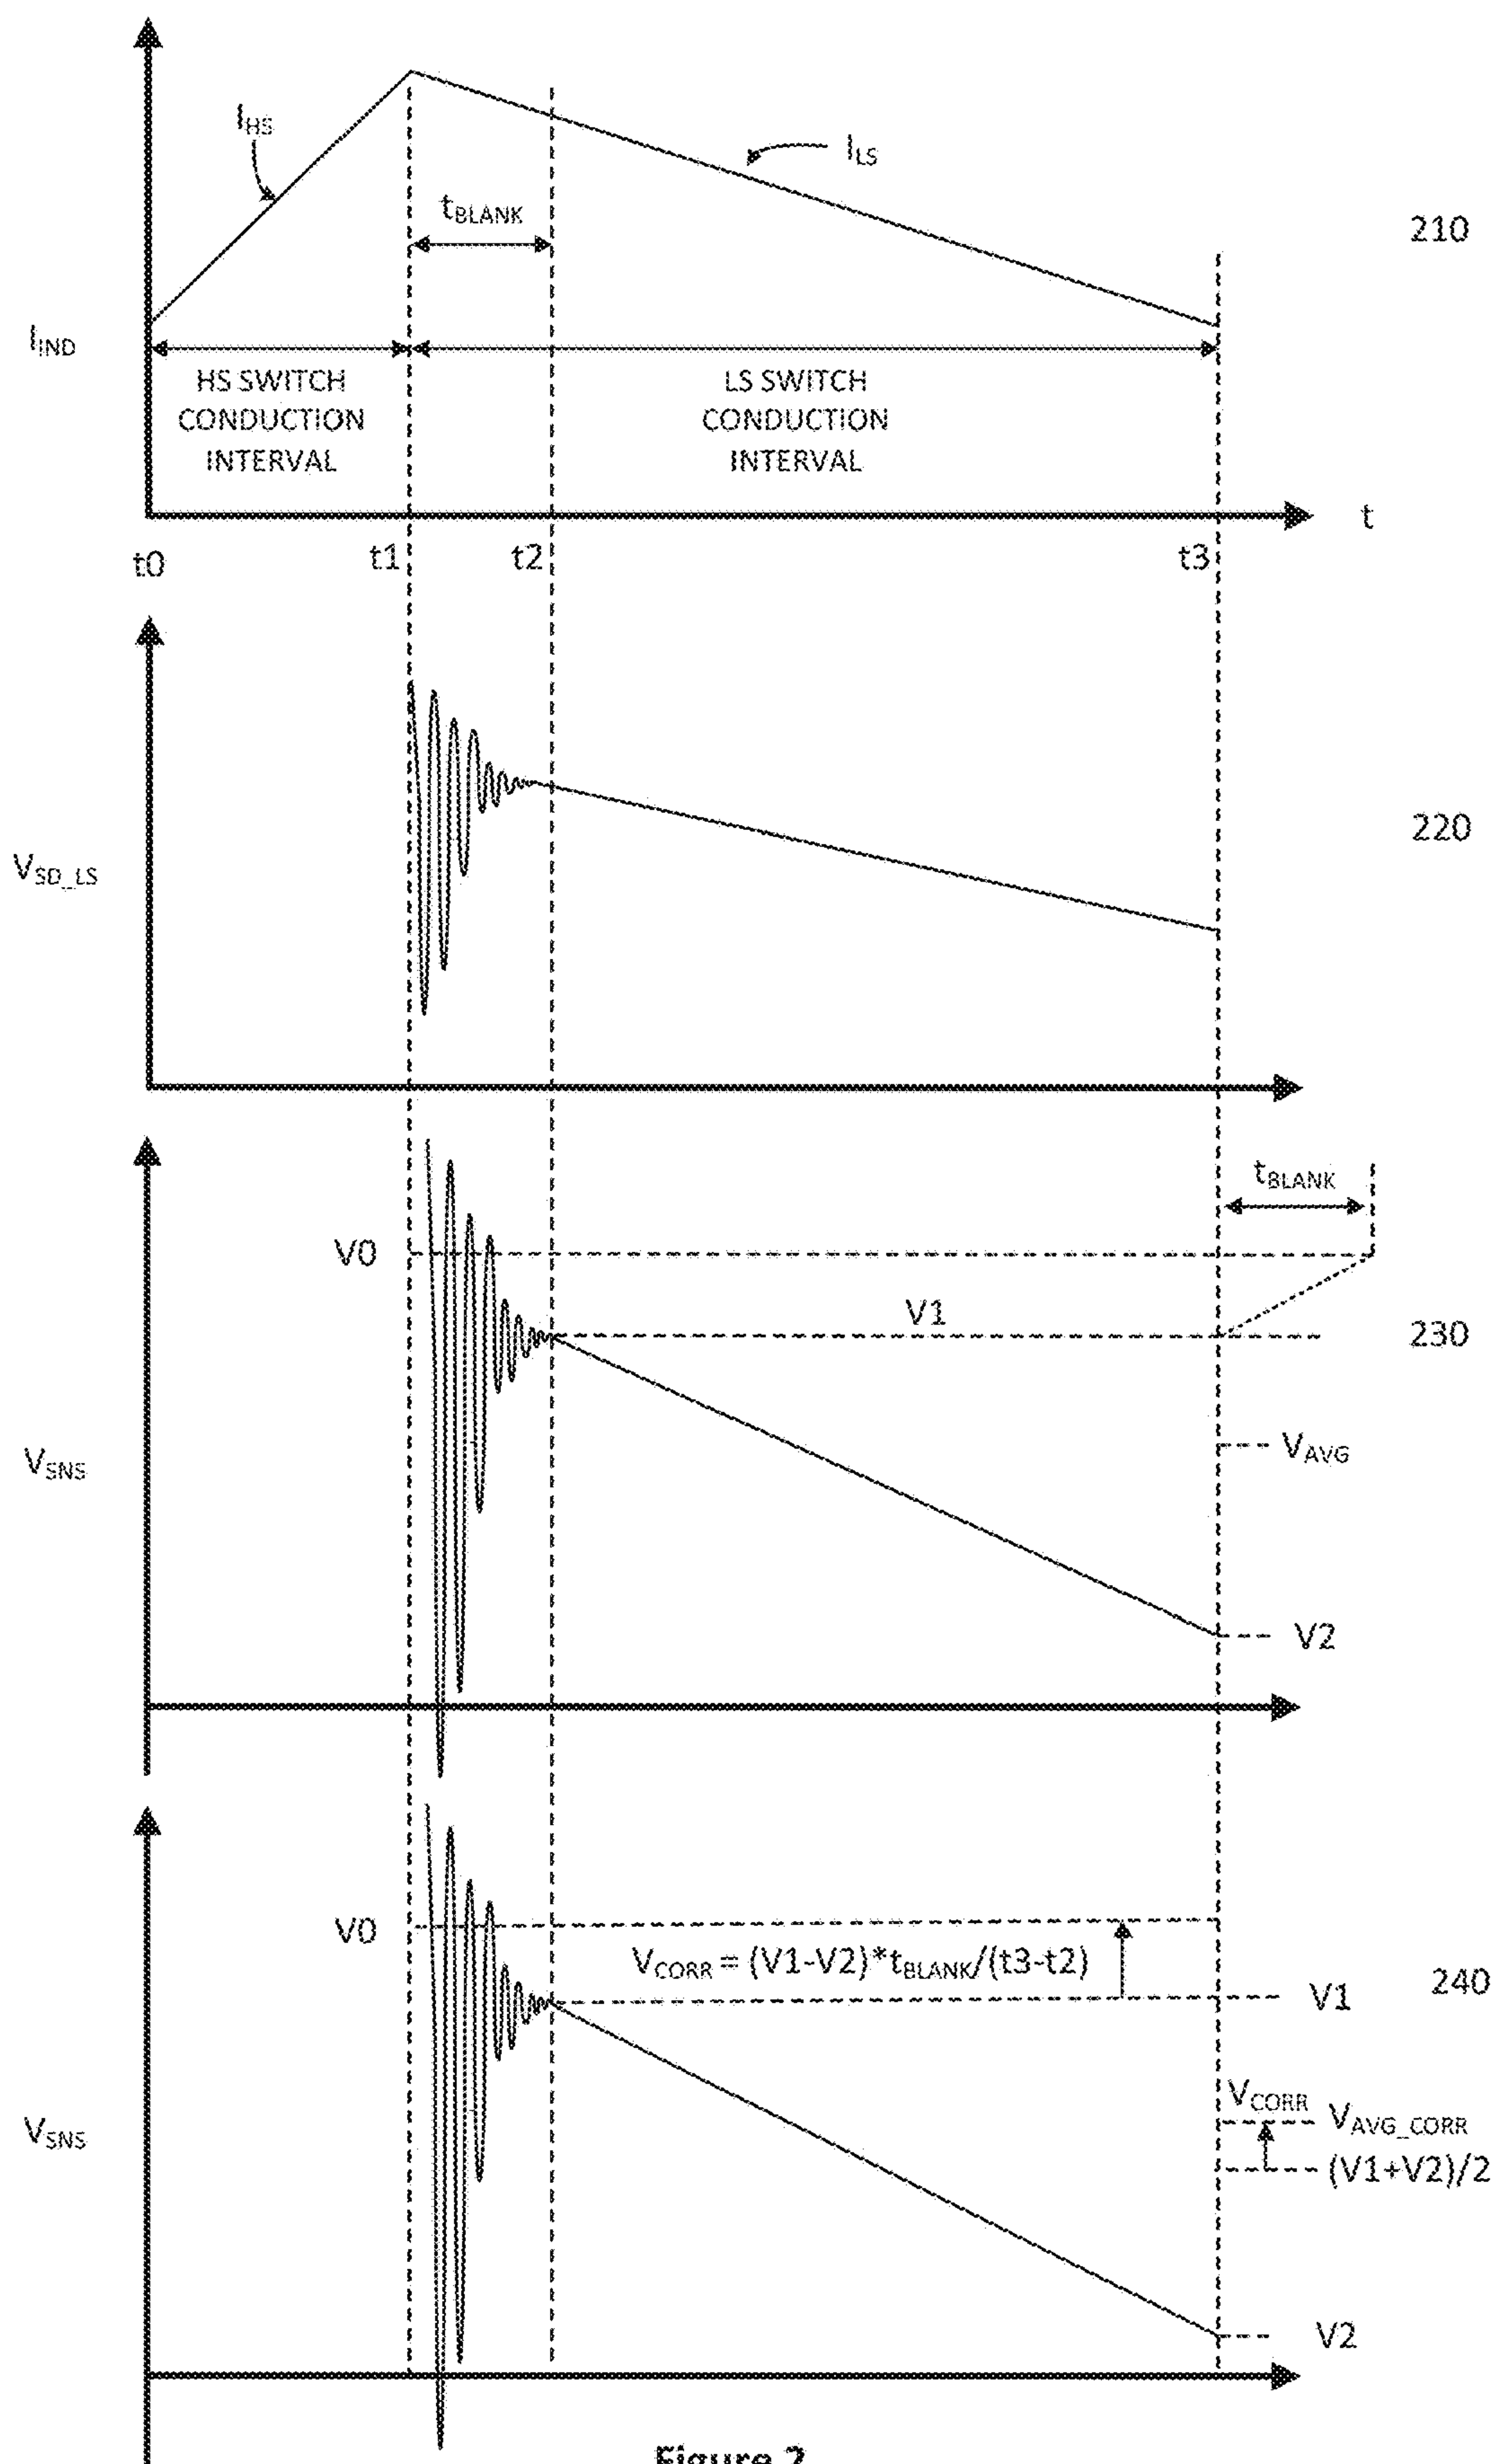 I_HS
I_LS
t_BLANK
210
I_IND
HS SWITCH
CONDUCTION
INTERVAL
LS SWITCH
CONDUCTION
INTERVAL
t
t0
t1
t2
t3
220
V_SD_LS
t_BLANK
V0
V1
230
V_AVG
V_SNS
V2
V0
V_CORR = (V1-V2)*t_BLANK/(t3-t2)
V1
240
V_CORR
V_AVG_CORR
V_SNS
(V1+V2)/2
V2
Figure 2